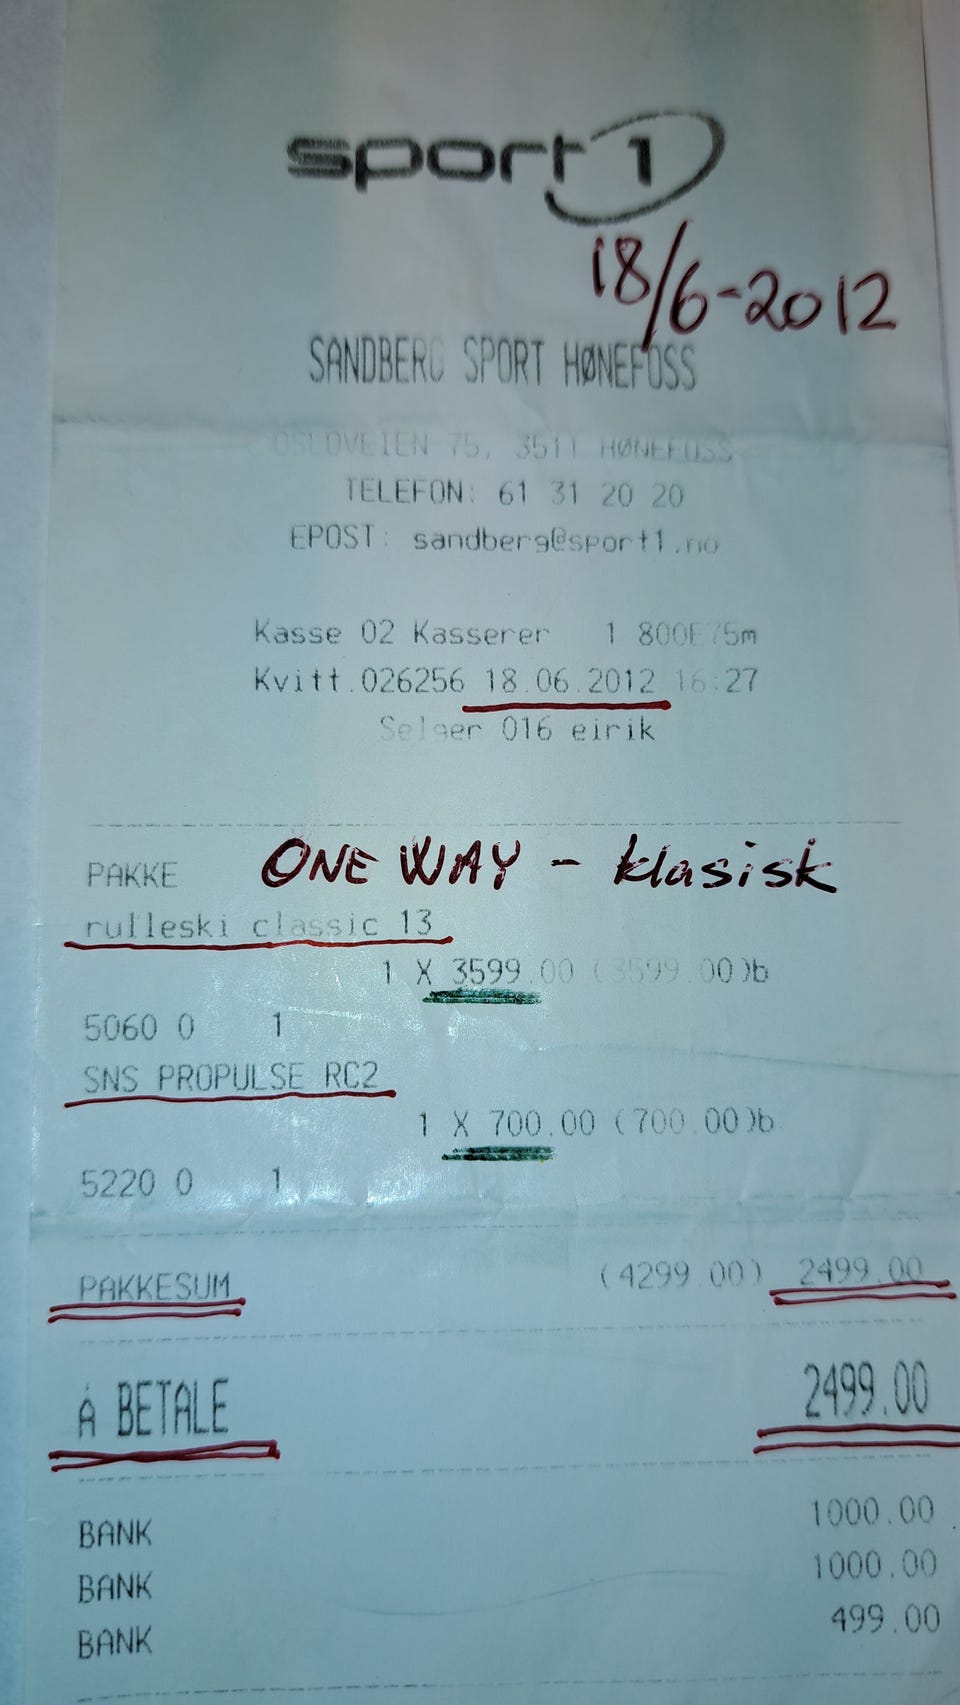 sport 1
18/6-2012
SANDBERG SPORT HØNEFOSS
OSLOVEIEN 75, 3511 HØNEFOSS
TELEFON: 61 31 20 20
EPOST: sandberg@sport1.no
Kasse 02 Kasserer 1 800E75m
Kvitt.026256 18.06.2012 16:27
Selger 016 eirik
PAKKE ONE WAY - klasisk
rulleski classic 13
1 X 3599.00 (3599.00)b
5060 0 1
SNS PROPULSE RC2
1 X 700.00 (700.00)b
5220 0 1
PAKKESUM (4299.00) 2499.00
Å BETALE 2499.00
BANK 1000.00
BANK 1000.00
BANK 499.00